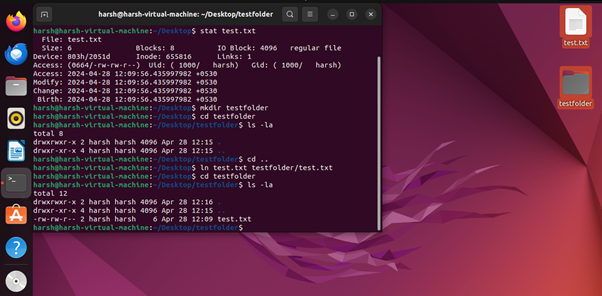 harsh@harsh-virtual-machine: ~/Desktop/testfolder
harsh@harsh-virtual-machine:~/Desktop$ stat test.txt
File: test.txt
Size: 6 Blocks: 8 IO Block: 4096 regular file
Device: 803h/2051d Inode: 655816 Links: 1
Access: (0664/-rw-rw-r--) Uid: ( 1000/ harsh) Gid: ( 1000/ harsh)
Access: 2024-04-28 12:09:56.435997982 +0530
Modify: 2024-04-28 12:09:56.435997982 +0530
Change: 2024-04-28 12:09:56.435997982 +0530
Birth: 2024-04-28 12:09:56.435997982 +0530
harsh@harsh-virtual-machine:~/Desktop$ mkdir testfolder
harsh@harsh-virtual-machine:~/Desktop$ cd testfolder
harsh@harsh-virtual-machine:~/Desktop/testfolder$ ls -la
total 8
drwxrwxr-x 2 harsh harsh 4096 Apr 28 12:15 .
drwxr-xr-x 4 harsh harsh 4096 Apr 28 12:15 ..
harsh@harsh-virtual-machine:~/Desktop/testfolder$ cd ..
harsh@harsh-virtual-machine:~/Desktop$ ln test.txt testfolder/test.txt
harsh@harsh-virtual-machine:~/Desktop$ cd testfolder
harsh@harsh-virtual-machine:~/Desktop/testfolder$ ls -la
total 12
drwxrwxr-x 2 harsh harsh 4096 Apr 28 12:16 .
drwxr-xr-x 4 harsh harsh 4096 Apr 28 12:15 ..
-rw-rw-r-- 2 harsh harsh 6 Apr 28 12:09 test.txt
harsh@harsh-virtual-machine:~/Desktop/testfolder$
test.txt
testfolder